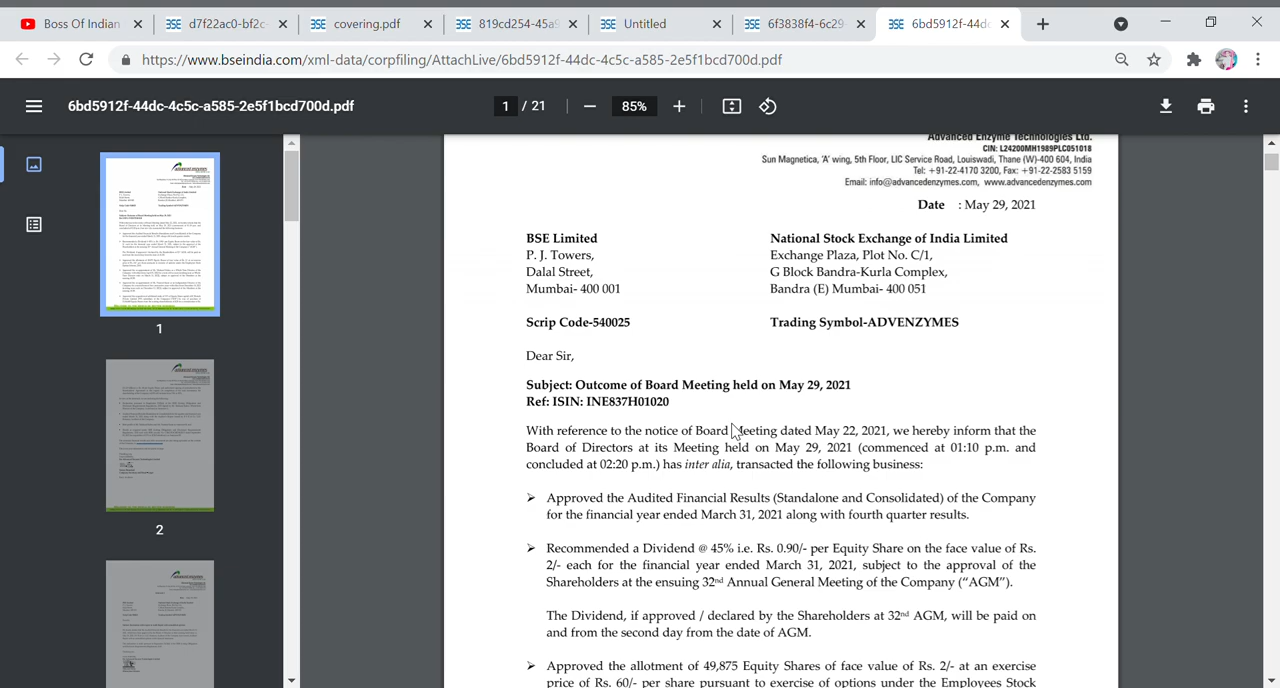 Boss Of Indian
d7f22ac0-bf2c-
covering.pdf
819cd254-45a9
Untitled
6f3838f4-6c29-
6bd5912f-44dc
https://www.bseindia.com/xml-data/corpfiling/AttachLive/6bd5912f-44dc-4c5c-a585-2e5f1bcd700d.pdf
6bd5912f-44dc-4c5c-a585-2e5f1bcd700d.pdf
1 / 21
85%
1
2
Advanced Enzyme Technologies Ltd.
CIN: L24200MH1989PLC051018
Sun Magnetica, 'A' wing, 5th Floor, LIC Service Road, Louiswadi, Thane (W)-400 604, India
Tel: +91-22-4170 3200, Fax: +91-22-2583 5159
Email: info@advancedenzymes.com, www.advancedenzymes.com
Date : May 29, 2021
BSE Limited
P. J. Towers,
Dalal Street,
Mumbai- 400 001
National Stock Exchange of India Limited
Exchange Plaza, Plot No. C/1,
G Block Bandra-Kurla Complex,
Bandra (E) Mumbai- 400 051
Scrip Code-540025
Trading Symbol-ADVENZYMES
Dear Sir,
Subject: Outcome of Board Meeting held on May 29, 2021
Ref: ISIN: INE837H01020
With reference to the notice of Board Meeting dated May 22, 2021, we hereby inform that the
Board of Directors at its Meeting held on May 29, 2021 (commenced at 01:10 p.m. and
concluded at 02:20 p.m.) has inter alia, transacted the following business:
➢ Approved the Audited Financial Results (Standalone and Consolidated) of the Company
for the financial year ended March 31, 2021 along with fourth quarter results.
➢ Recommended a Dividend @ 45% i.e. Rs. 0.90/- per Equity Share on the face value of Rs.
2/- each for the financial year ended March 31, 2021, subject to the approval of the
Shareholders at the ensuing 32nd Annual General Meeting of the Company (“AGM”).
Dividend, if approved / declared by the Shareholders at 32nd AGM, will be paid on
from the second day from the date of AGM.
➢ Approved the allotment of 49,875 Equity Shares of face value of Rs. 2/- at an exercise
price of Rs. 60/- per share pursuant to exercise of options under the Employees Stock